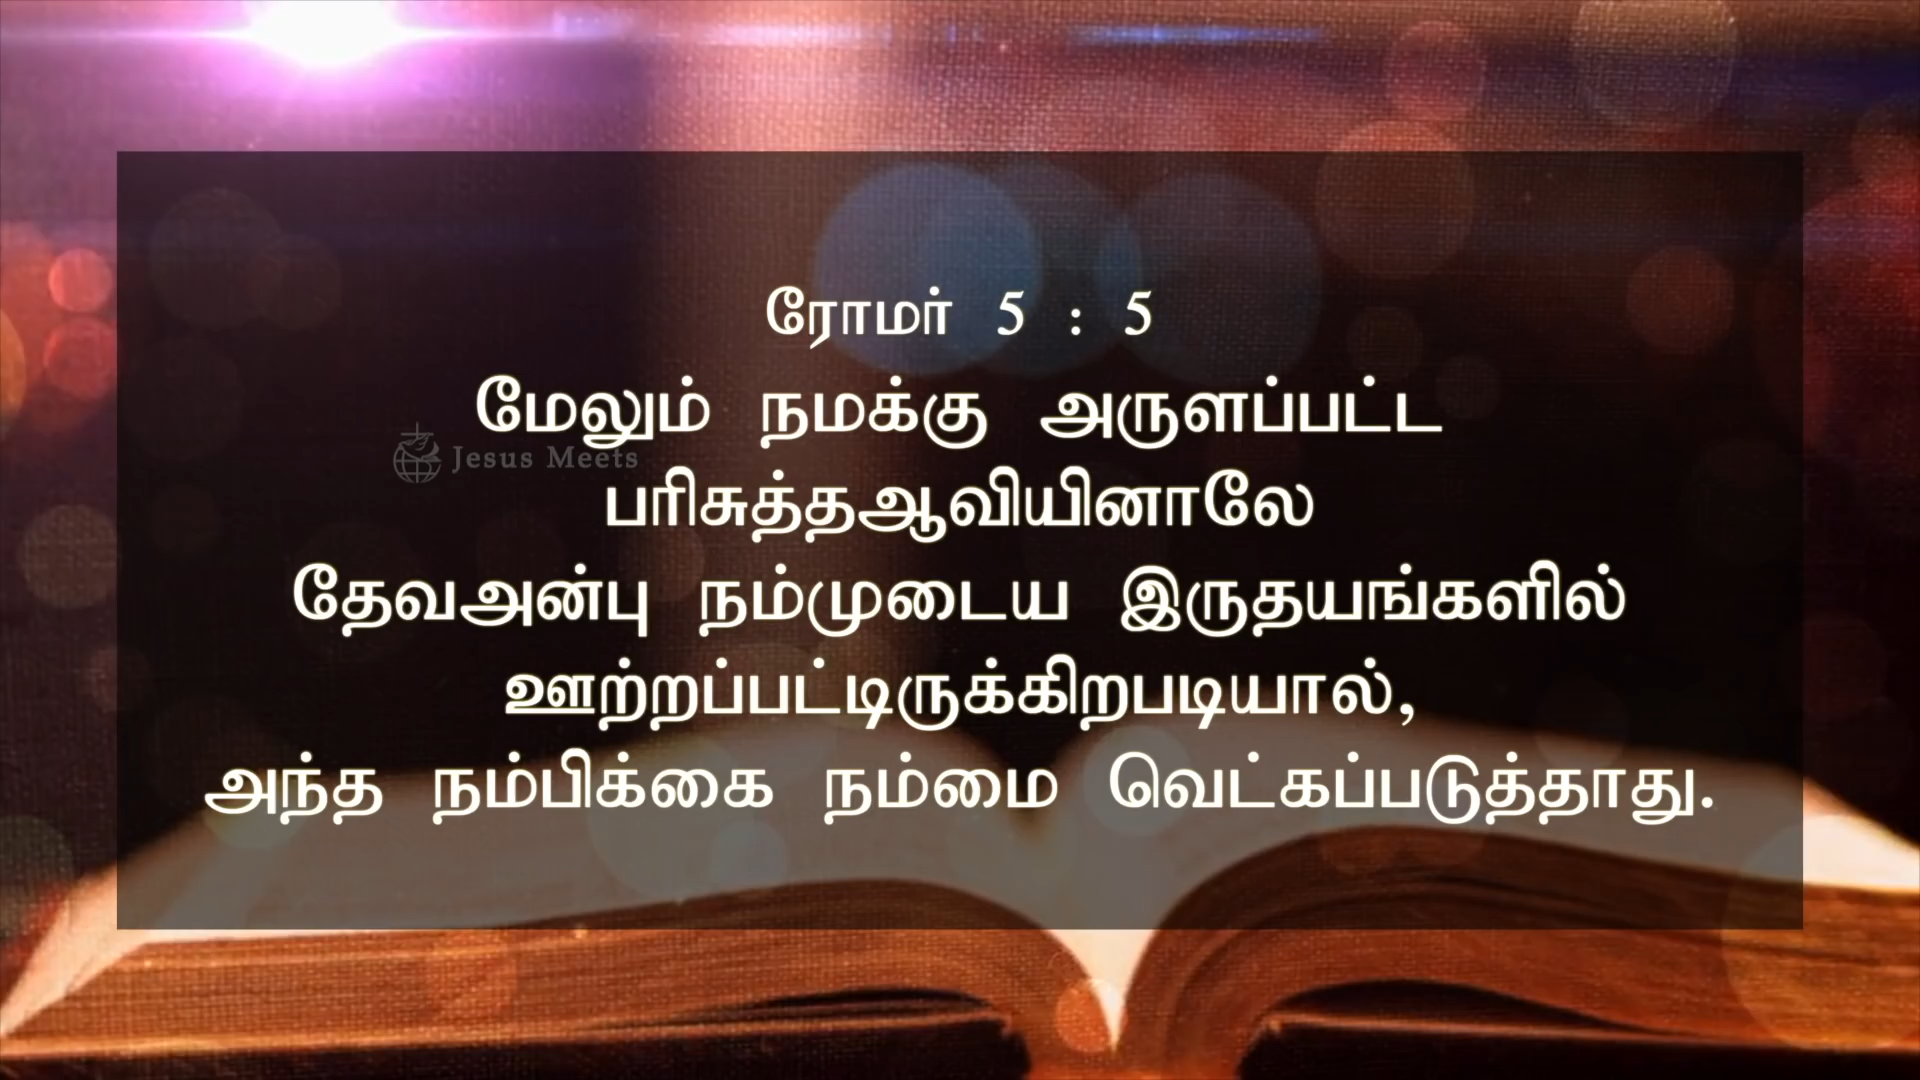 ரோமர் 5 : 5
மேலும் நமக்கு அருளப்பட்ட
Jesus Meets
பரிசுத்தஆவியினாலே
தேவஅன்பு நம்முடைய இருதயங்களில்
ஊற்றப்பட்டிருக்கிறபடியால்,
அந்த நம்பிக்கை நம்மை வெட்கப்படுத்தாது.